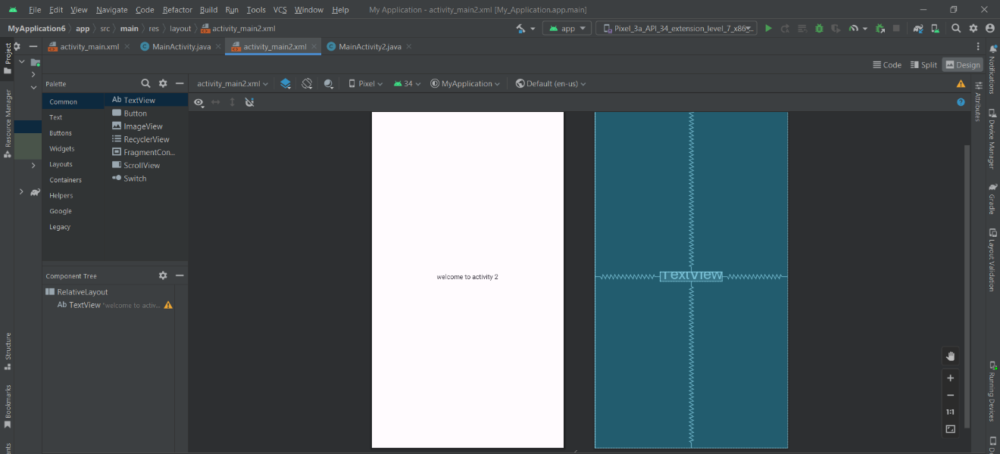 File Edit View Navigate Code Refactor Build Run Tools VCS Window Help My Application - activity_main2.xml [My_Application.app.main]
MyApplication6 app src main res layout activity_main2.xml app Pixel_3a_API_34_extension_level_7_x86...
activity_main.xml MainActivity.java activity_main2.xml MainActivity2.java
Code Split Design
Palette
activity_main2.xml Pixel 34 MyApplication Default (en-us)
Common
Text
Buttons
Widgets
Layouts
Containers
Helpers
Google
Legacy
Ab TextView
Button
ImageView
RecyclerView
FragmentCon...
ScrollView
Switch
Component Tree
RelativeLayout
Ab TextView "welcome to activ...
welcome to activity 2
TextView
1:1
Project
Resource Manager
Structure
Bookmarks
Notifications
Attributes
Device Manager
Gradle
Layout Validation
Running Devices